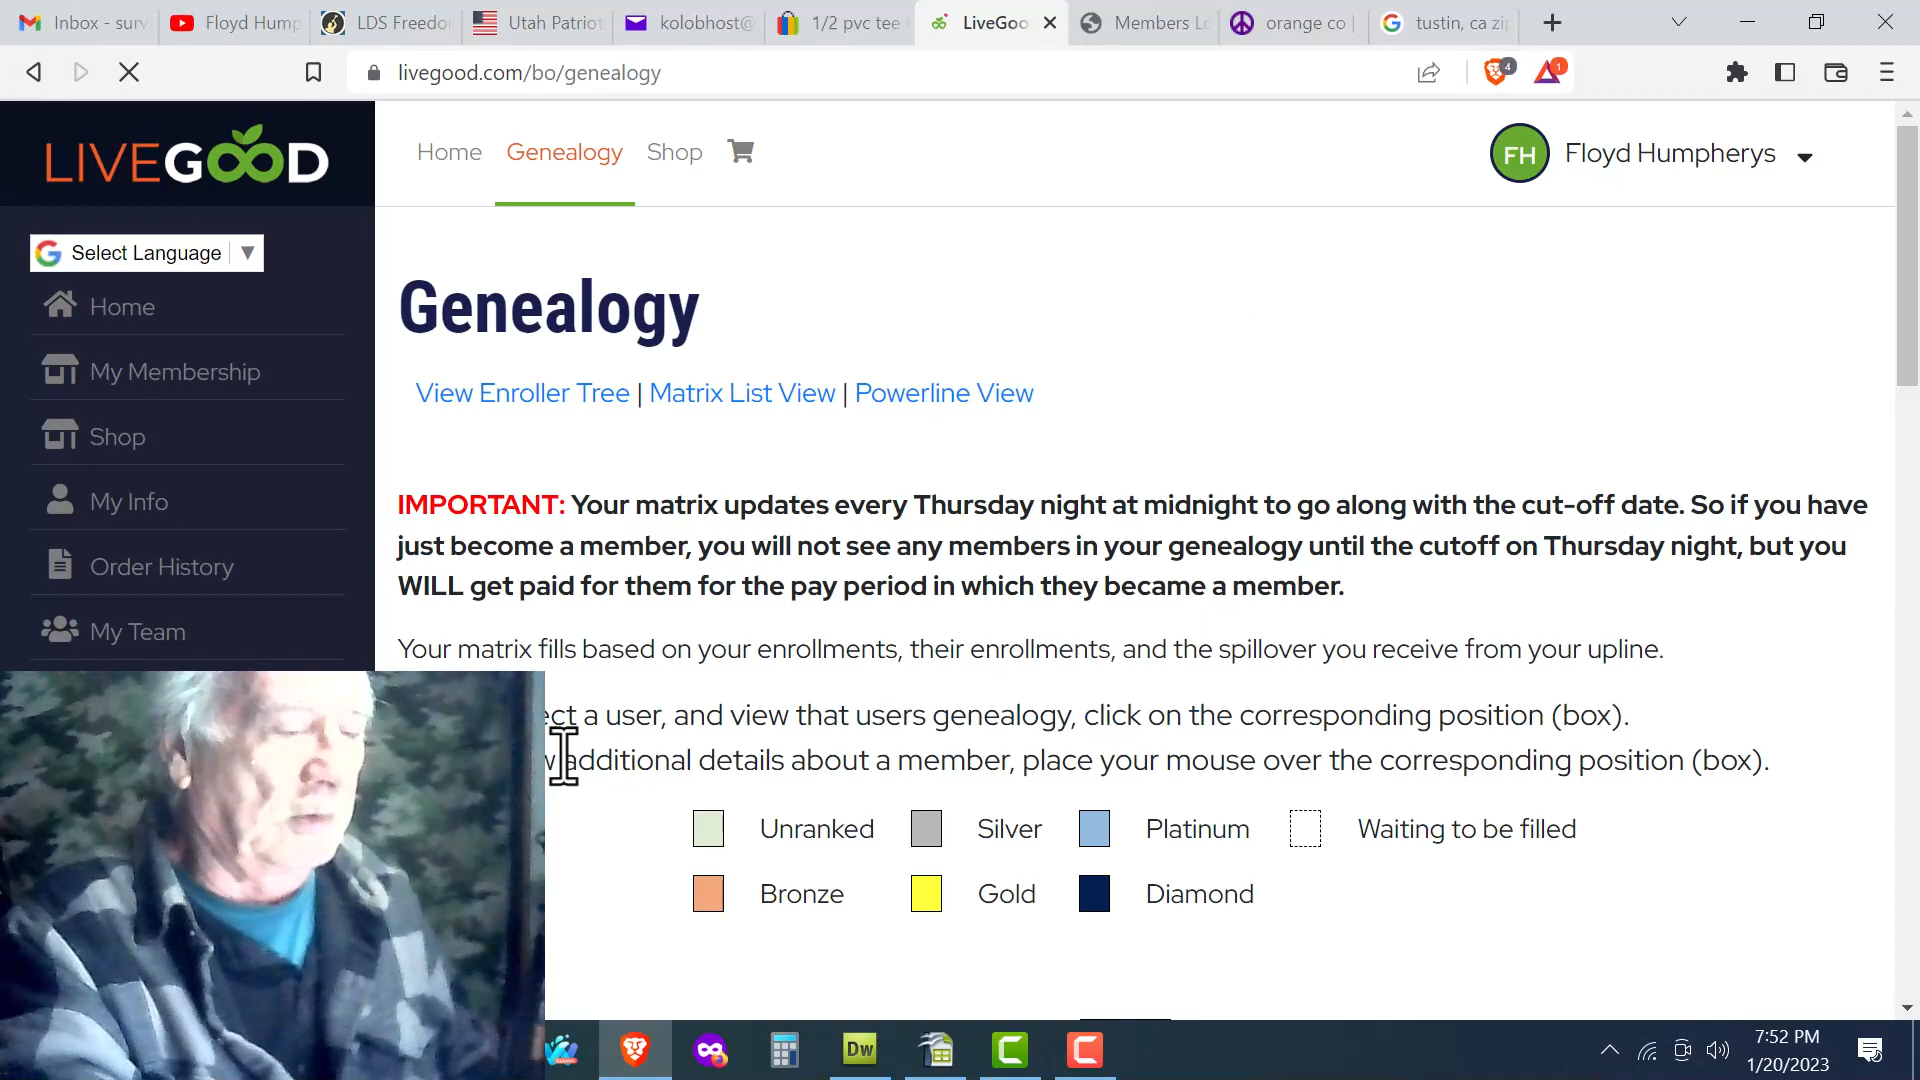 Inbox - surv
Floyd Hump
LDS Freedo
Utah Patriot
kolobhost@
1/2 pvc tee
LiveGoo
Members Lo
orange co |
tustin, ca zip
livegood.com/bo/genealogy
4
1
LIVEGOOD
Home
Genealogy
Shop
FH
Floyd Humpherys
Select Language
Home
My Membership
Shop
My Info
Order History
My Team
Genealogy
View Enroller Tree | Matrix List View | Powerline View
IMPORTANT: Your matrix updates every Thursday night at midnight to go along with the cut-off date. So if you have
just become a member, you will not see any members in your genealogy until the cutoff on Thursday night, but you
WILL get paid for them for the pay period in which they became a member.
Your matrix fills based on your enrollments, their enrollments, and the spillover you receive from your upline.
ect a user, and view that users genealogy, click on the corresponding position (box).
w additional details about a member, place your mouse over the corresponding position (box).
Unranked
Silver
Platinum
Waiting to be filled
Bronze
Gold
Diamond
Dw
7:52 PM
1/20/2023